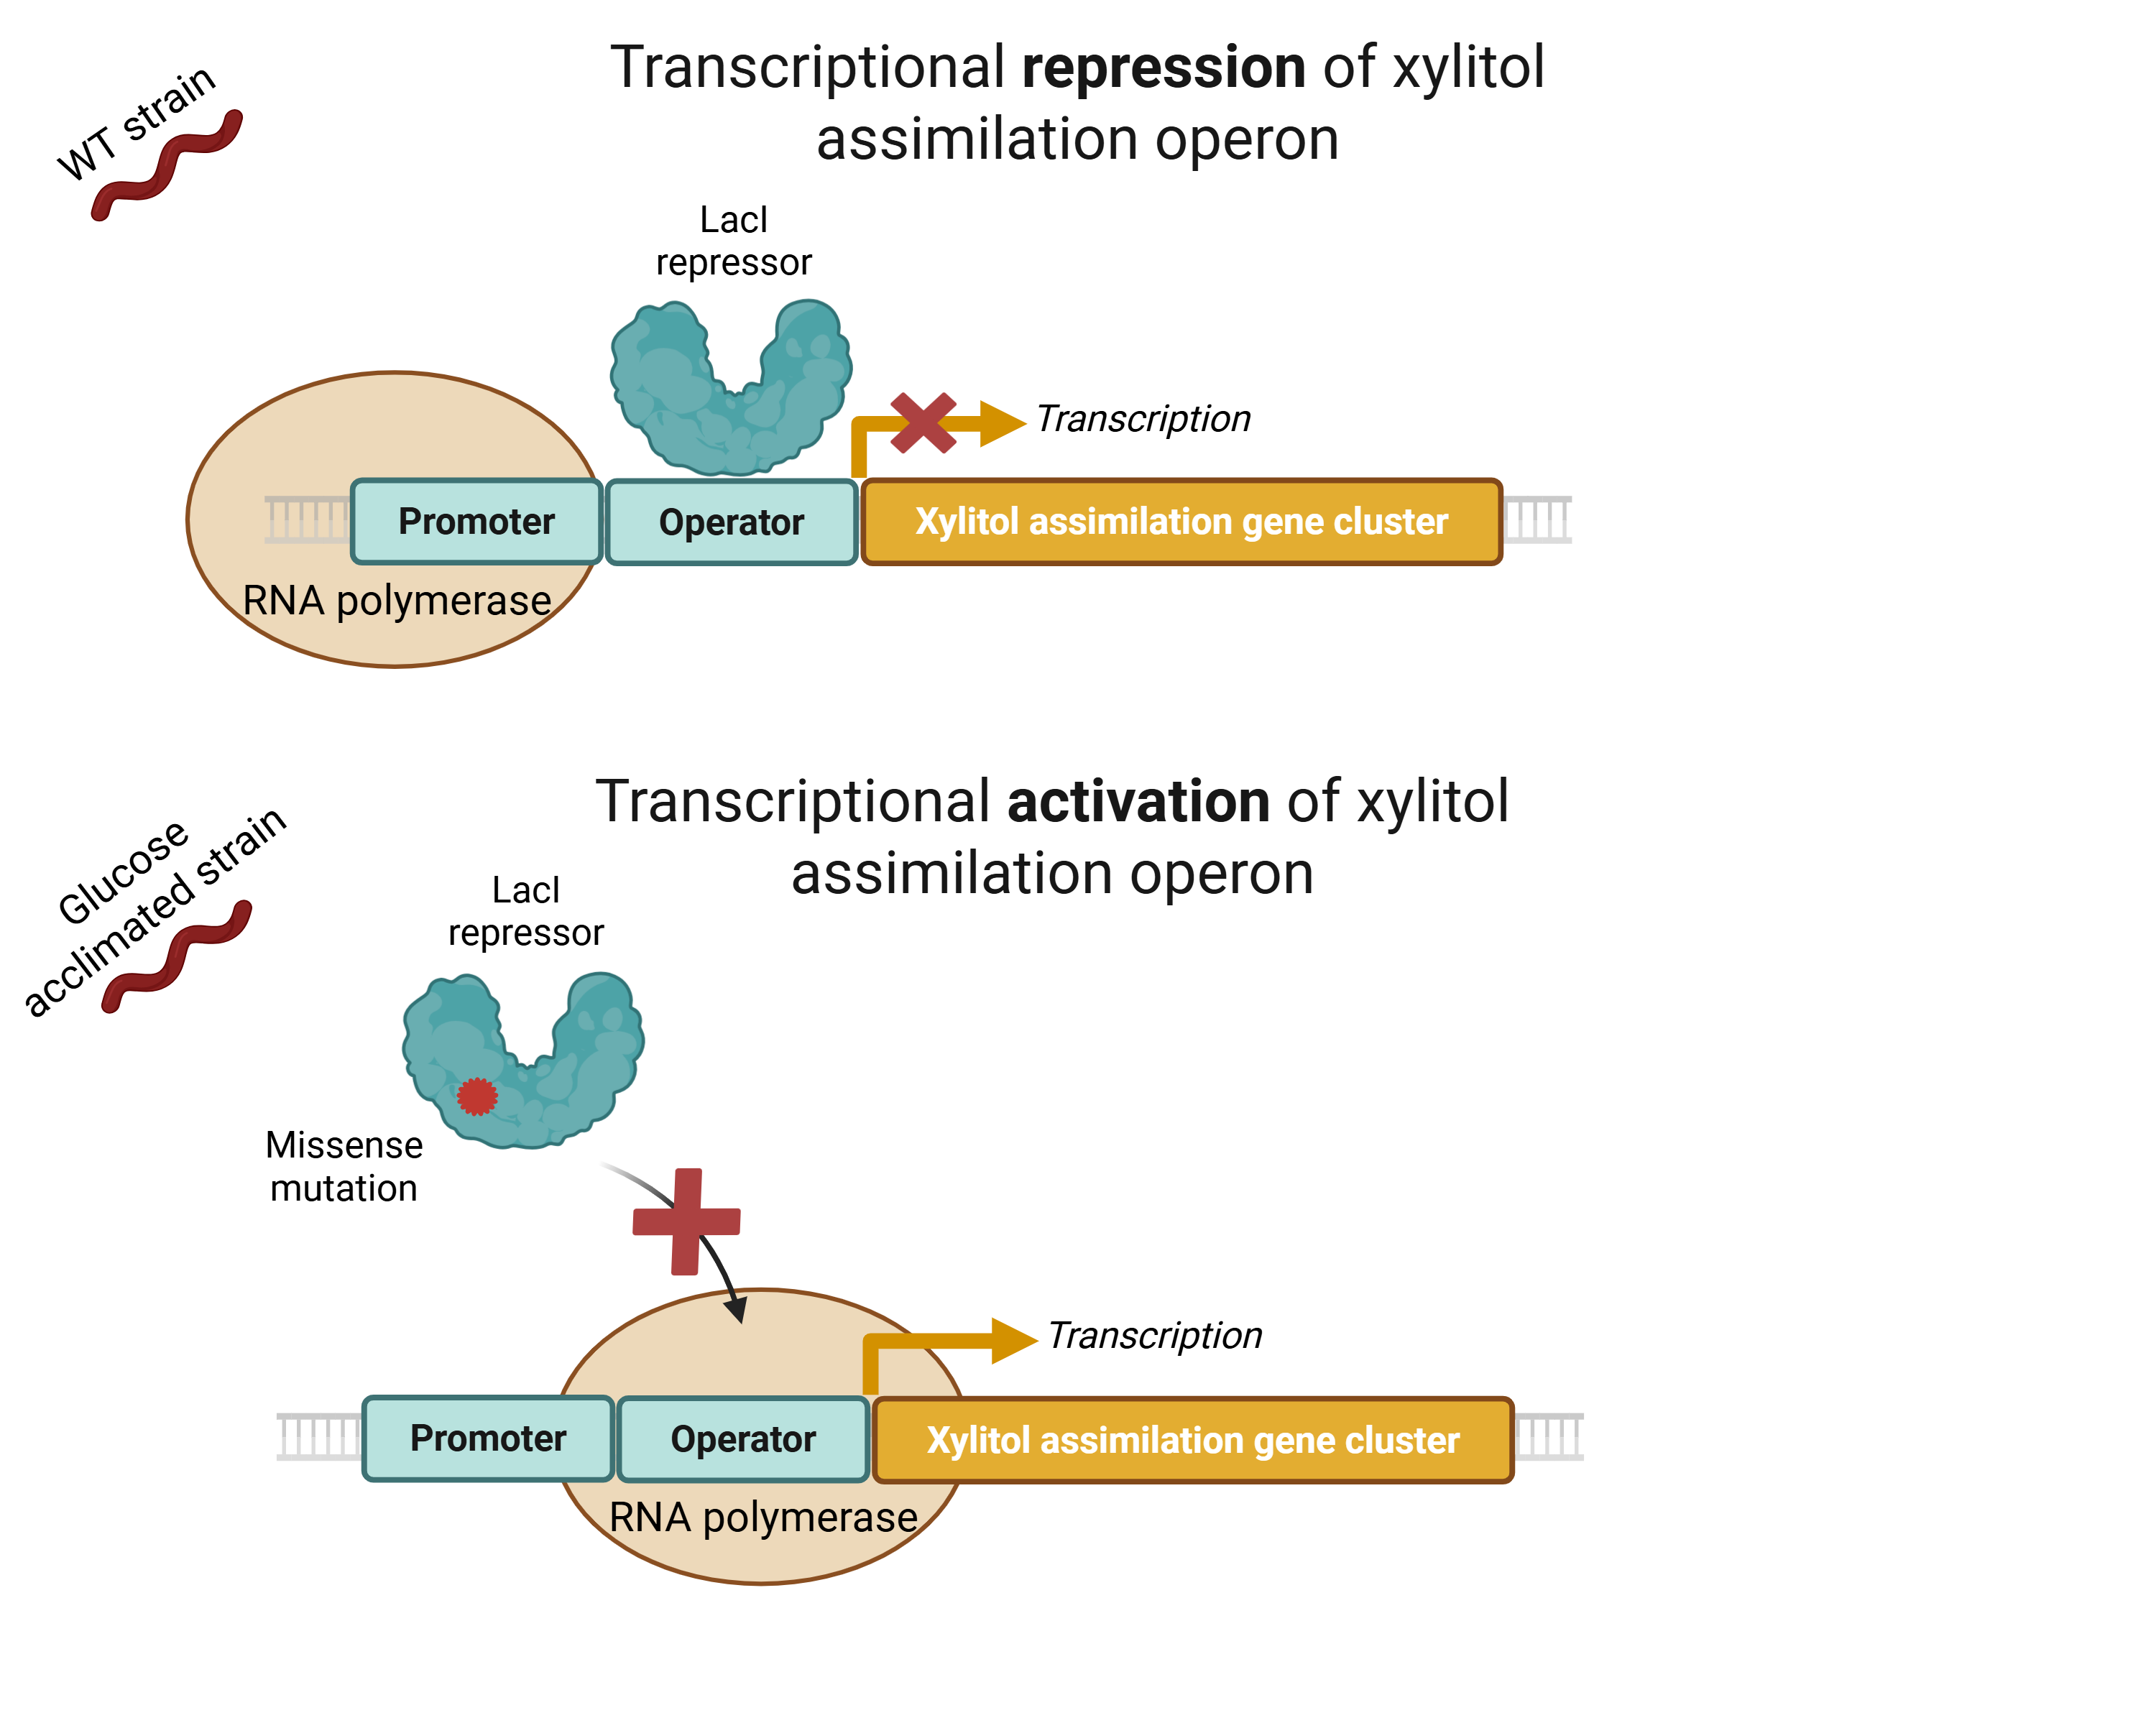 Transcriptional repression of xylitol
assimilation operon
WT strain
LacI
repressor
Transcription
Promoter
Operator
Xylitol assimilation gene cluster
RNA polymerase
Transcriptional activation of xylitol
assimilation operon
Glucose
acclimated strain
LacI
repressor
Missense
mutation
Transcription
Promoter
Operator
Xylitol assimilation gene cluster
RNA polymerase